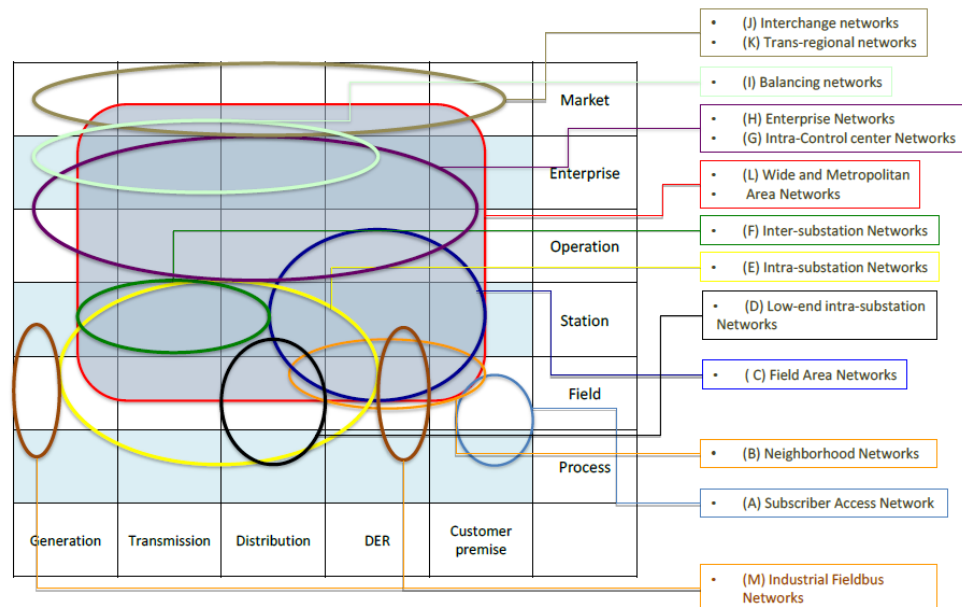 • (J) Interchange networks
• (K) Trans-regional networks
Market
• (I) Balancing networks
• (H) Enterprise Networks
• (G) Intra-Control center Networks
Enterprise
• (L) Wide and Metropolitan
• Area Networks
• (F) Inter-substation Networks
Operation
• (E) Intra-substation Networks
• (D) Low-end intra-substation
Networks
Station
• ( C) Field Area Networks
Field
• (B) Neighborhood Networks
Process
• (A) Subscriber Access Network
Generation
Transmission
Distribution
DER
Customer
premise
• (M) Industrial Fieldbus
Networks